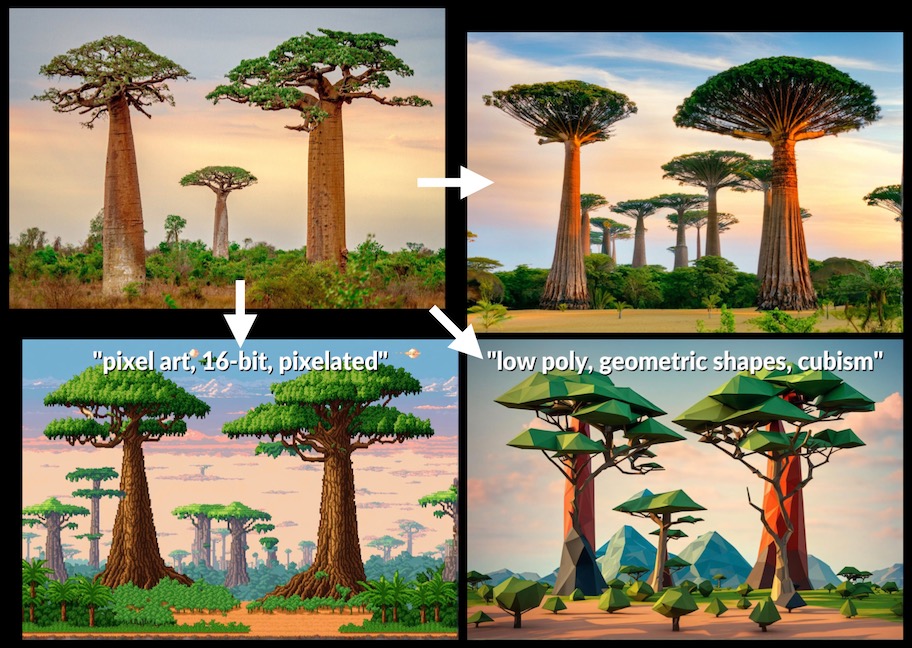 "pixel art, 16-bit, pixelated"
"low poly, geometric shapes, cubism"